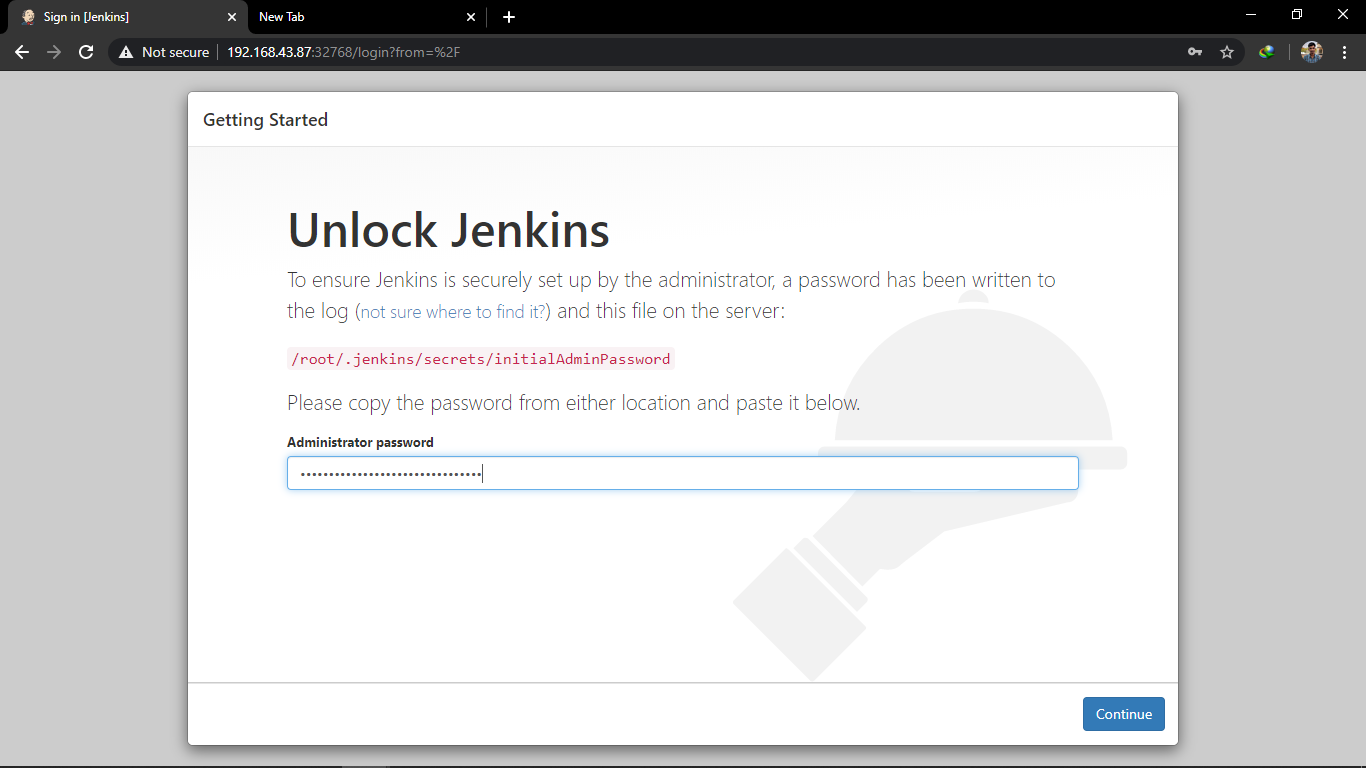 Sign in [Jenkins]
New Tab
Not secure
192.168.43.87:32768/login?from=%2F
Getting Started
Unlock Jenkins
To ensure Jenkins is securely set up by the administrator, a password has been written to
the log (not sure where to find it?) and this file on the server:
/root/.jenkins/secrets/initialAdminPassword
Please copy the password from either location and paste it below.
Administrator password
••••••••••••••••••••••••••••••••
Continue